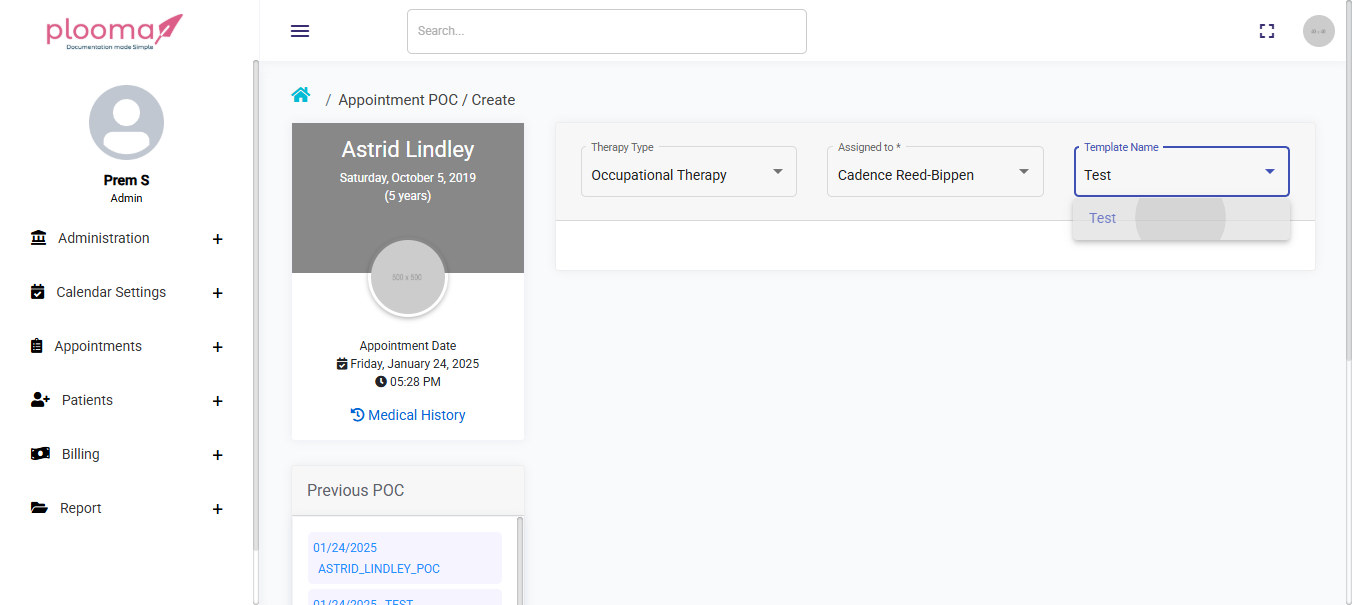 plooma
Documentation made Simple
Search...
Prem S
Admin
Administration +
Calendar Settings +
Appointments +
Patients +
Billing +
Report +
/ Appointment POC / Create
Astrid Lindley
Saturday, October 5, 2019
(5 years)
500 x 500
Appointment Date
Friday, January 24, 2025
05:28 PM
Medical History
Previous POC
01/24/2025
ASTRID_LINDLEY_POC
01/24/2025 TEST
Therapy Type
Occupational Therapy
Assigned to *
Cadence Reed-Bippen
Template Name
Test
Test